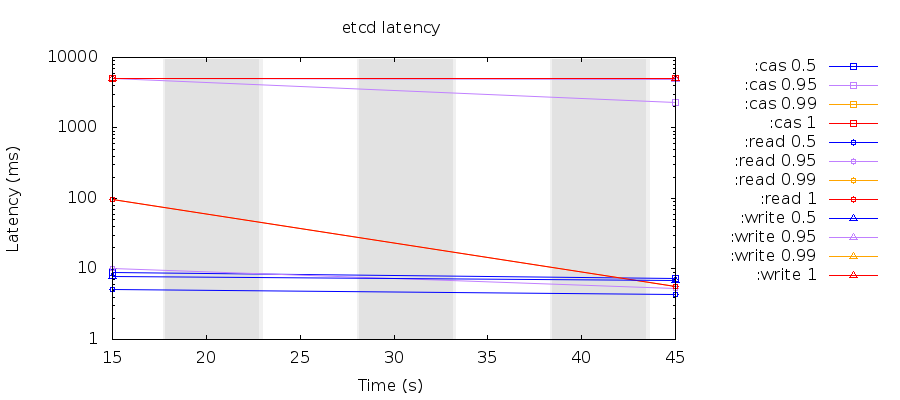 etcd latency
10000
1000
100
10
1
Latency (ms)
15 20 25 30 35 40 45
Time (s)
:cas 0.5
:cas 0.95
:cas 0.99
:cas 1
:read 0.5
:read 0.95
:read 0.99
:read 1
:write 0.5
:write 0.95
:write 0.99
:write 1